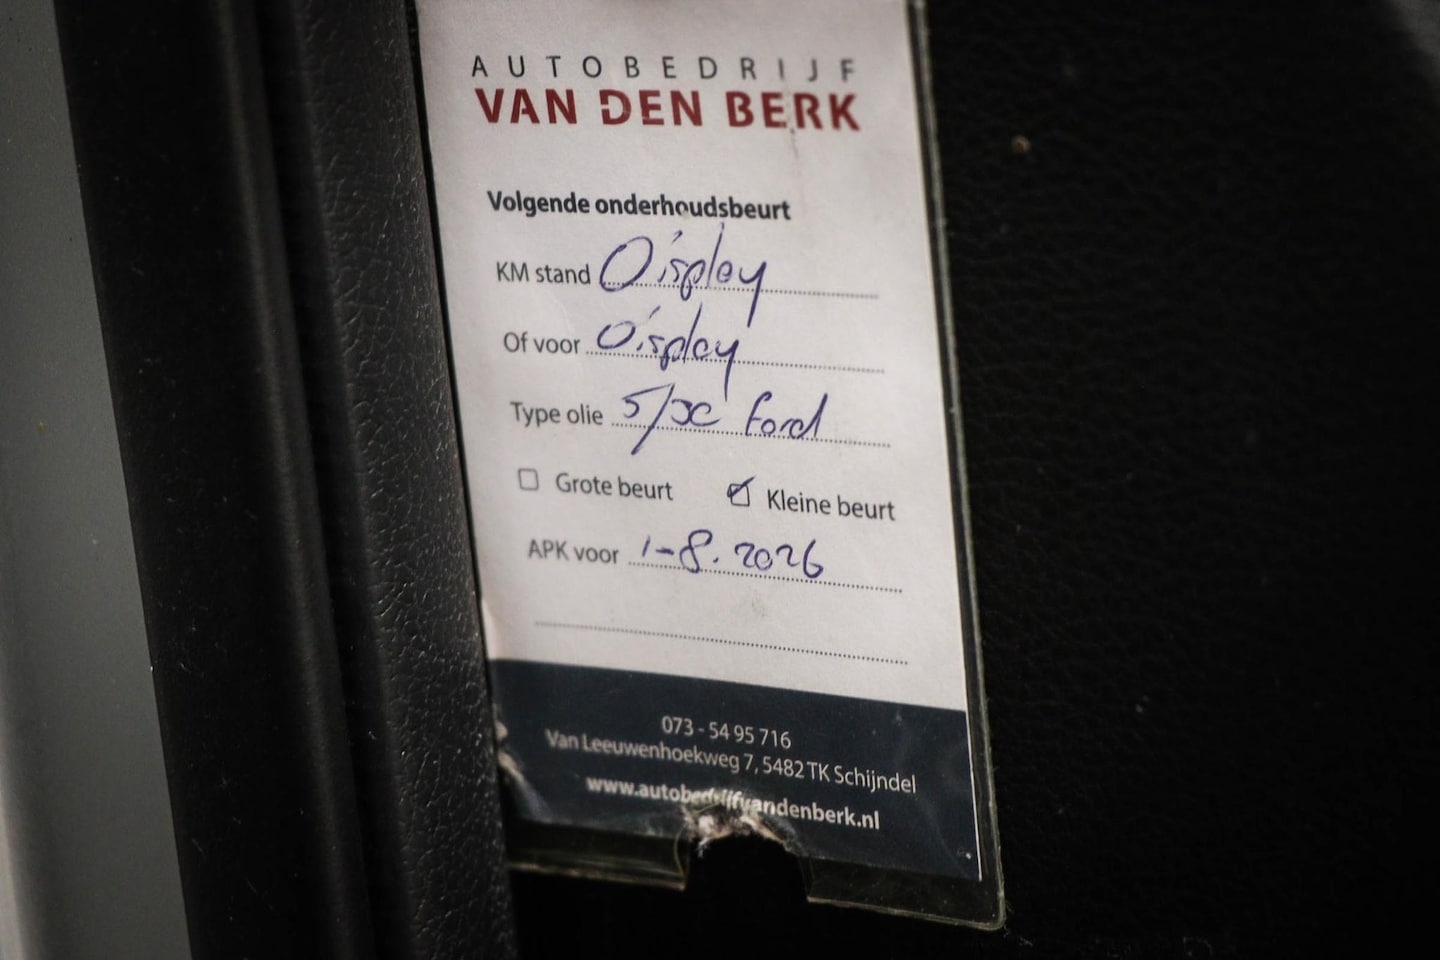 AUTOBEDRIJF
VAN DEN BERK
Volgende onderhoudsbeurt
KM stand Display
Of voor Display
Type olie 5/30 Ford
Grote beurt Kleine beurt
APK voor 1-8.2026
073 - 54 95 716
Van Leeuwenhoekweg 7, 5482 TK Schijndel
www.autobedrijfvandenberk.nl